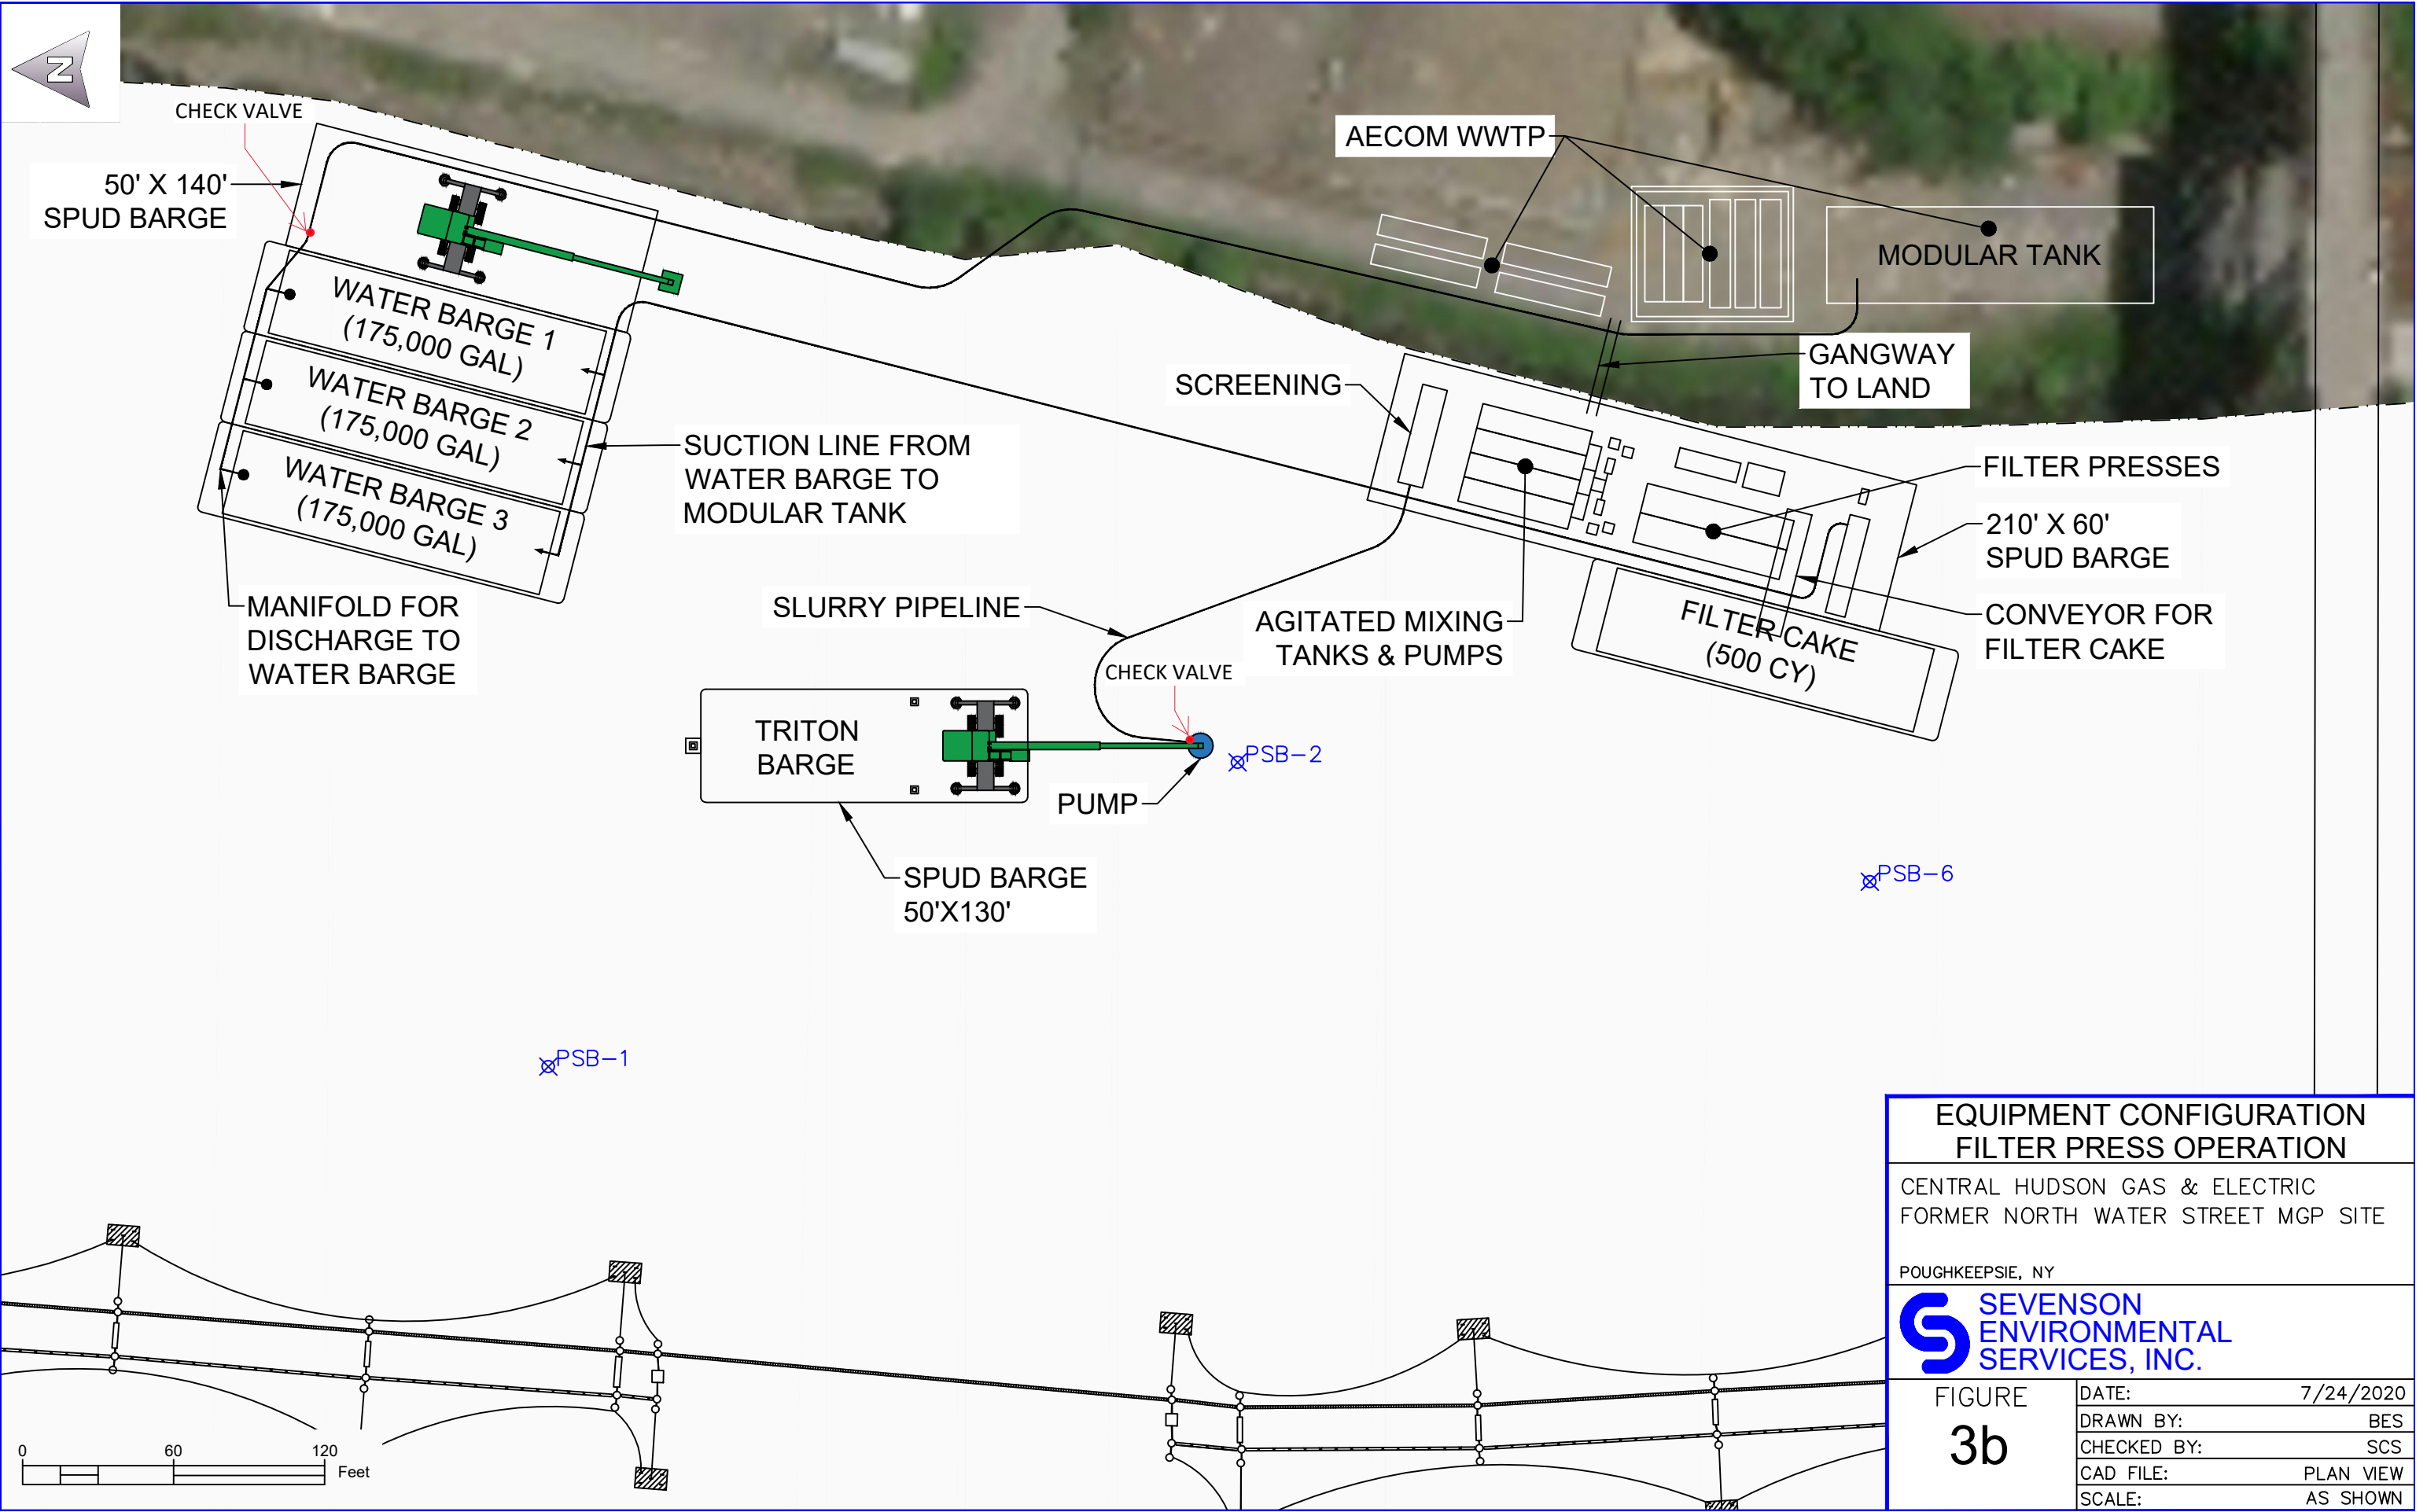 N
CHECK VALVE
50' X 140'
SPUD BARGE
WATER BARGE 1
(175,000 GAL)
WATER BARGE 2
(175,000 GAL)
WATER BARGE 3
(175,000 GAL)
SUCTION LINE FROM
WATER BARGE TO
MODULAR TANK
MANIFOLD FOR
DISCHARGE TO
WATER BARGE
AECOM WWTP
MODULAR TANK
GANGWAY
TO LAND
SCREENING
FILTER PRESSES
210' X 60'
SPUD BARGE
CONVEYOR FOR
FILTER CAKE
SLURRY PIPELINE
AGITATED MIXING
TANKS & PUMPS
FILTER CAKE
(500 CY)
CHECK VALVE
TRITON
BARGE
PUMP
PSB-2
SPUD BARGE
50'X130'
PSB-6
PSB-1
EQUIPMENT CONFIGURATION
FILTER PRESS OPERATION
CENTRAL HUDSON GAS & ELECTRIC
FORMER NORTH WATER STREET MGP SITE
POUGHKEEPSIE, NY
SEVENSON
ENVIRONMENTAL
SERVICES, INC.
FIGURE
3b
DATE: 7/24/2020
DRAWN BY: BES
CHECKED BY: SCS
CAD FILE: PLAN VIEW
SCALE: AS SHOWN
0 60 120
Feet